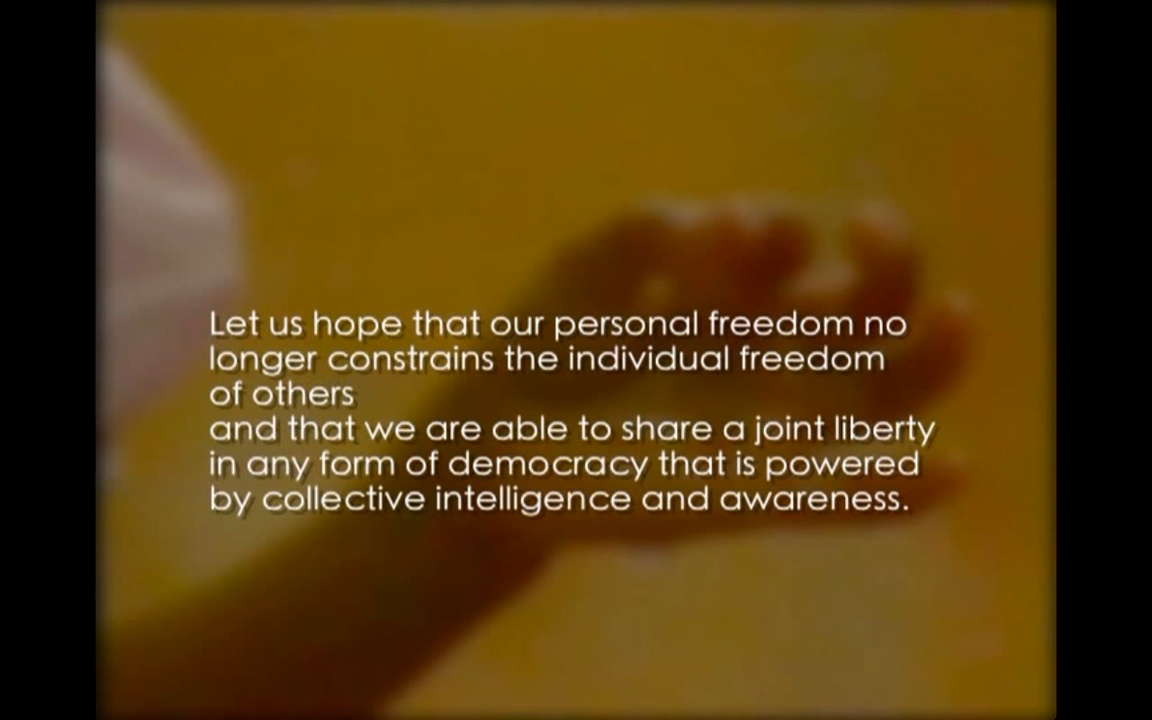 Let us hope that our personal freedom no
longer constrains the individual freedom
of others
and that we are able to share a joint liberty
in any form of democracy that is powered
by collective intelligence and awareness.